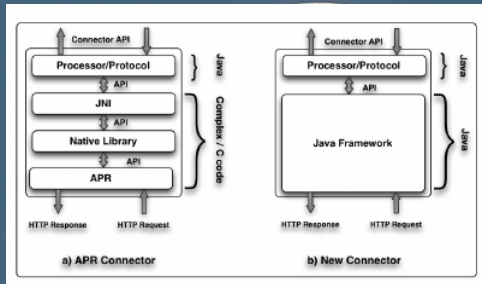 Connector API
Processor/Protocol
API
JNI
API
Native Library
API
APR
HTTP Response
HTTP Request
Java
Complex / C code
a) APR Connector
Connector API
Processor/Protocol
API
Java Framework
HTTP Response
HTTP Request
Java
Java
b) New Connector